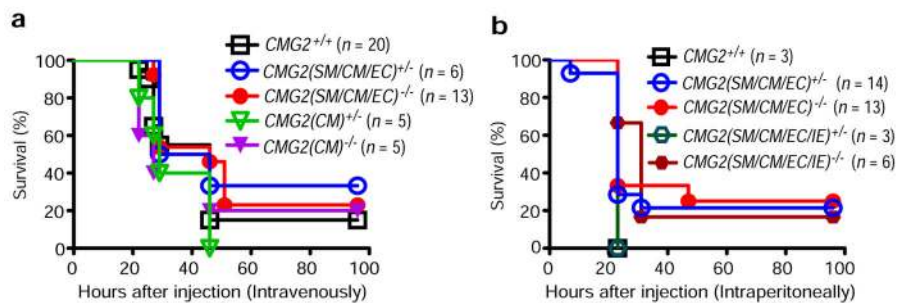 a
CMG2+/+ (n = 20)
CMG2(SM/CM/EC)+/- (n = 6)
CMG2(SM/CM/EC)-/- (n = 13)
CMG2(CM)+/- (n = 5)
CMG2(CM)-/- (n = 5)
Survival (%)
100
80
60
40
20
0
0 20 40 60 80 100
Hours after injection (Intravenously)
b
CMG2+/+ (n = 3)
CMG2(SM/CM/EC)+/- (n = 14)
CMG2(SM/CM/EC)-/- (n = 13)
CMG2(SM/CM/EC/IE)+/- (n = 3)
CMG2(SM/CM/EC/IE)-/- (n = 6)
Survival (%)
100
80
60
40
20
0
0 20 40 60 80 100
Hours after injection (Intraperitoneally)